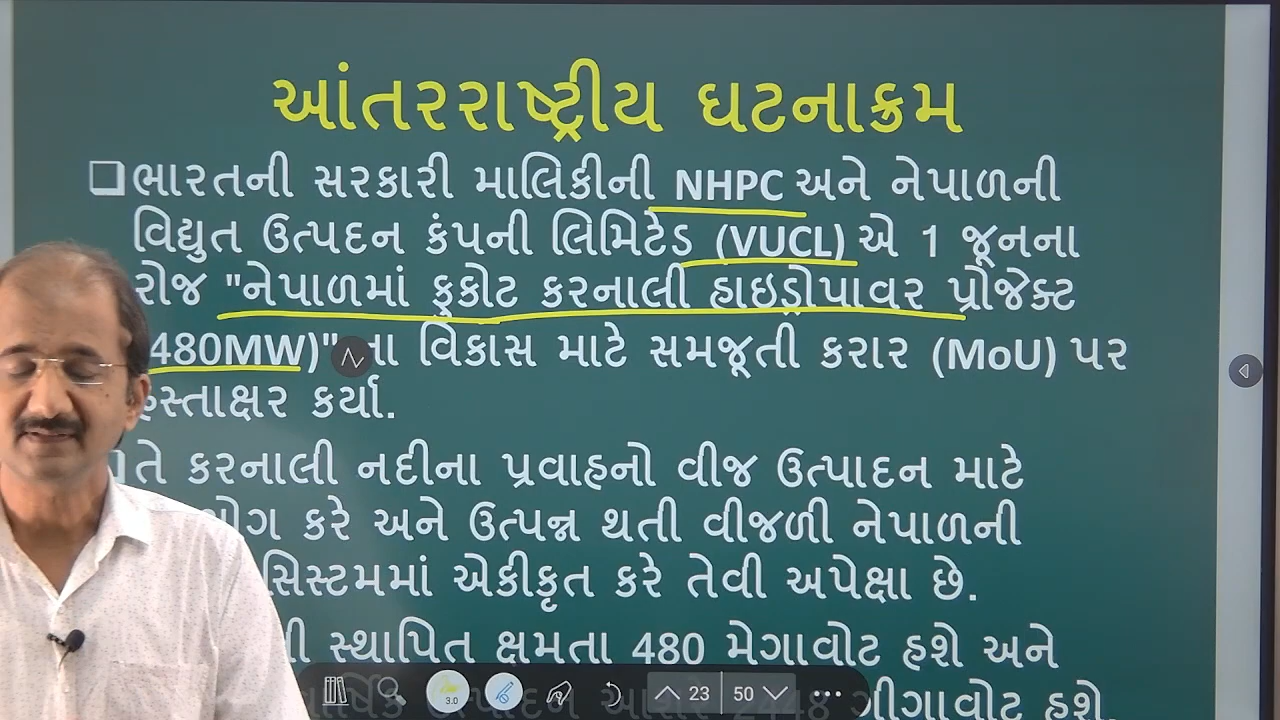 આંતરરાષ્ટ્રીય ઘટનાક્રમ
ભારતની સરકારી માલિકીની NHPC અને નેપાળની
વિદ્યુત ઉત્પદન કંપની લિમિટેડ (VUCL) એ 1 જૂનના
રોજ "નેપાળમાં ફુકોટ કરનાલી હાઇડ્રોપાવર પ્રોજેક્ટ
480MW)" ના વિકાસ માટે સમજૂતી કરાર (MoU) પર
હસ્તાક્ષર કર્યા.
તે કરનાલી નદીના પ્રવાહનો વીજ ઉત્પાદન માટે
કરે અને ઉત્પન્ન થતી વીજળી નેપાળની
સિસ્ટમમાં એકીકૃત કરે તેવી અપેક્ષા છે.
સ્થાપિત ક્ષમતા 480 મેગાવોટ હશે અને
ગીગાવોટ હશે.
3.0 23 50